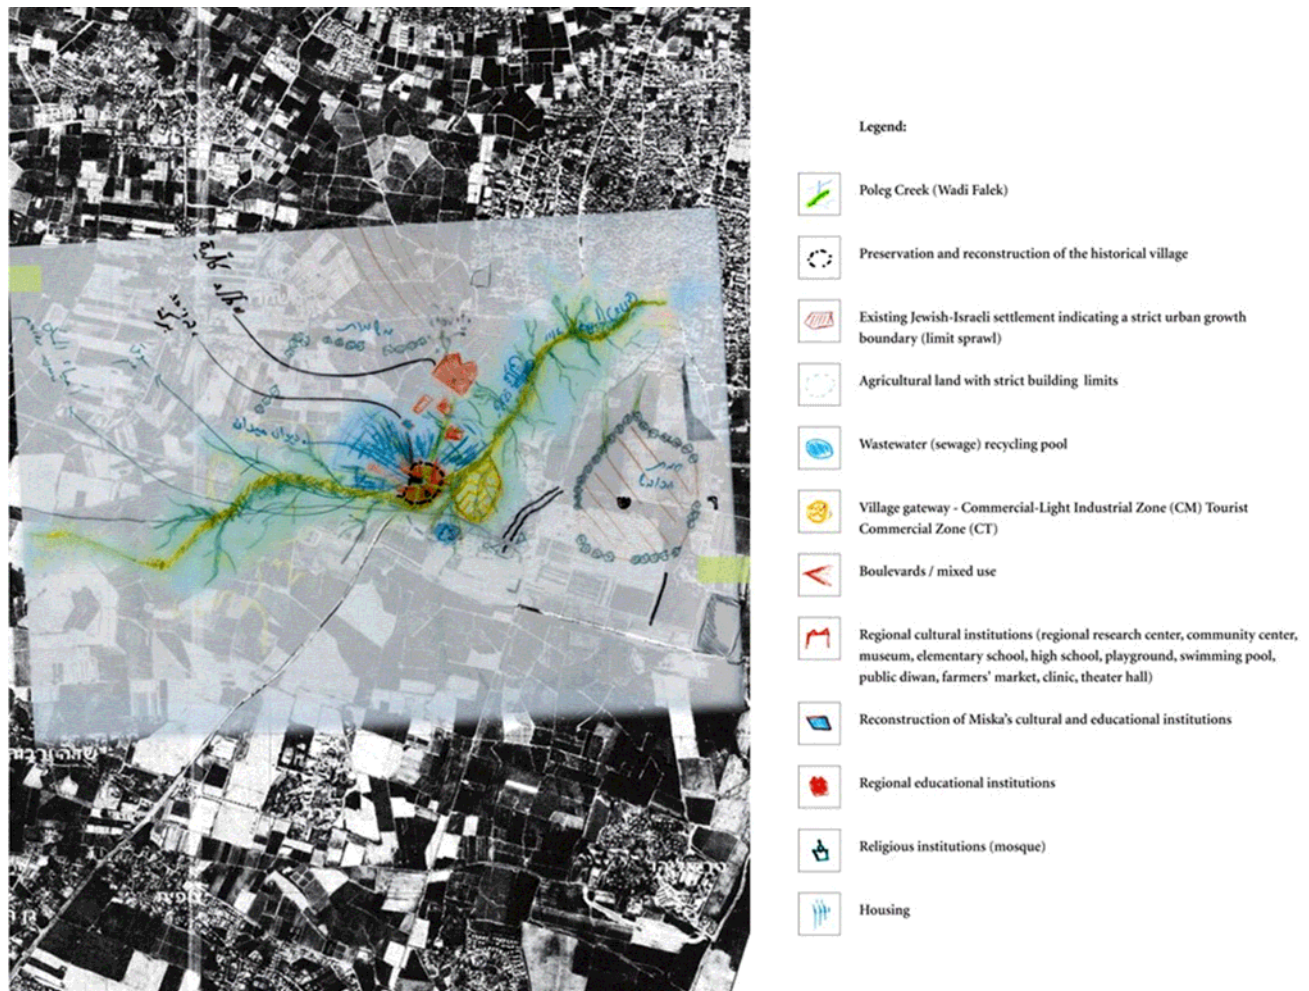 Legend:
Poleg Creek (Wadi Falek)
Preservation and reconstruction of the historical village
Existing Jewish-Israeli settlement indicating a strict urban growth
boundary (limit sprawl)
Agricultural land with strict building limits
Wastewater (sewage) recycling pool
Village gateway - Commercial-Light Industrial Zone (CM) Tourist
Commercial Zone (CT)
Boulevards / mixed use
Regional cultural institutions (regional research center, community center,
museum, elementary school, high school, playground, swimming pool,
public diwan, farmers' market, clinic, theater hall)
Reconstruction of Miska's cultural and educational institutions
Regional educational institutions
Religious institutions (mosque)
Housing
ديوان ميدان